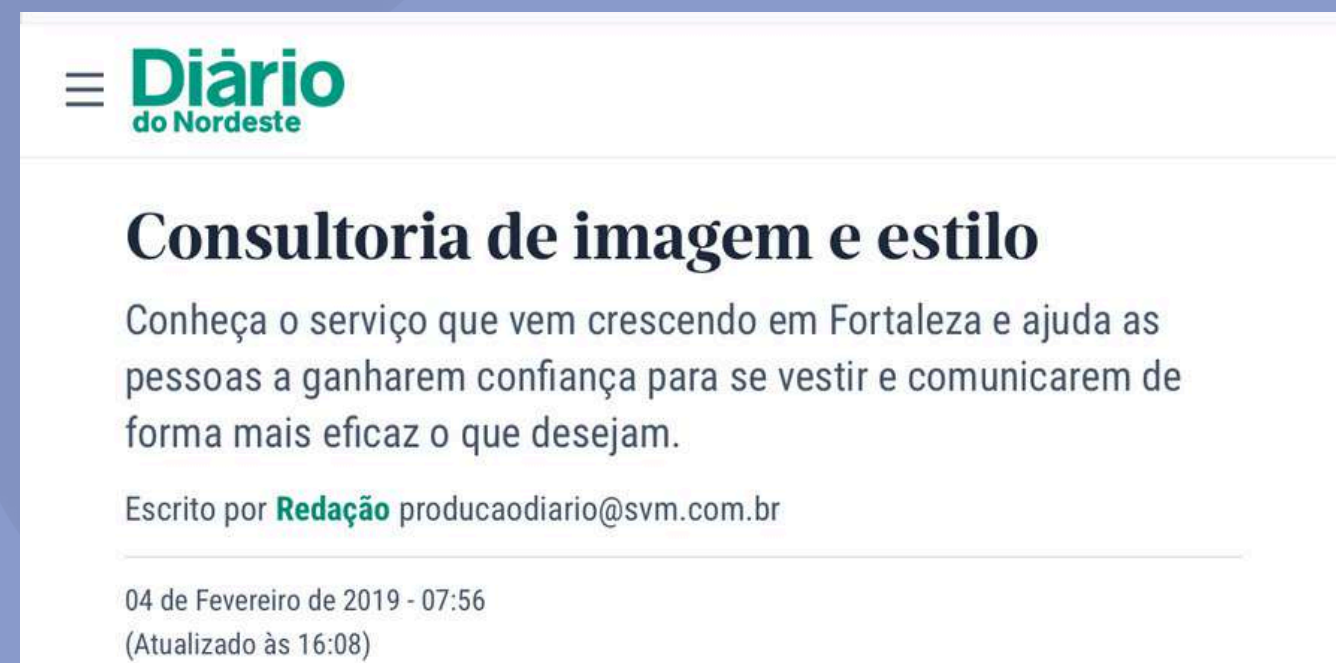 Diário
do Nordeste
Consultoria de imagem e estilo
Conheça o serviço que vem crescendo em Fortaleza e ajuda as
pessoas a ganharem confiança para se vestir e comunicarem de
forma mais eficaz o que desejam.
Escrito por Redação producaodiario@svm.com.br
04 de Fevereiro de 2019 - 07:56
(Atualizado às 16:08)